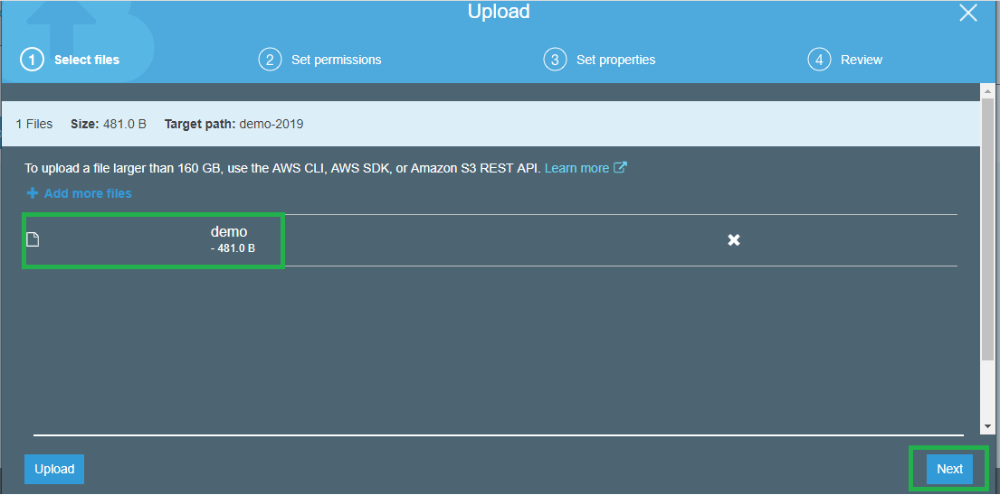 Upload
1 Select files 2 Set permissions 3 Set properties 4 Review
1 Files Size: 481.0 B Target path: demo-2019
To upload a file larger than 160 GB, use the AWS CLI, AWS SDK, or Amazon S3 REST API. Learn more
Add more files
demo
- 481.0 B
Upload Next